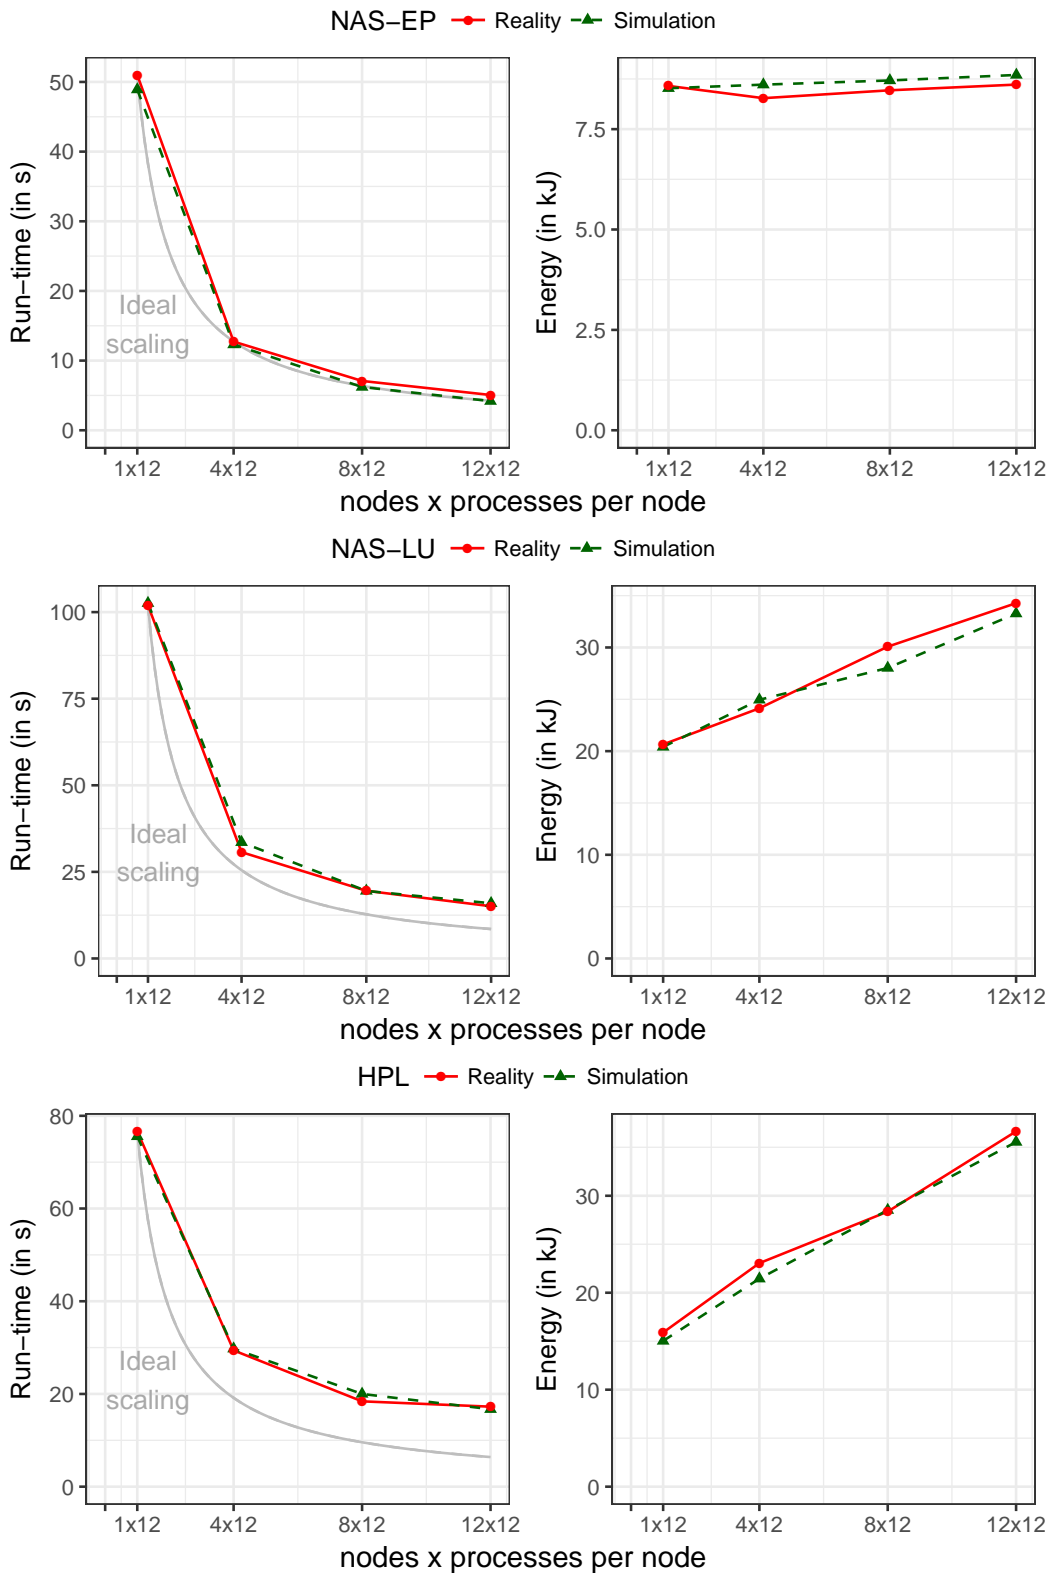 NAS−EP Reality Simulation
Run−time (in s)
50
40
30
20
10
0
Ideal
scaling
1x12 4x12 8x12 12x12
Energy (in kJ)
7.5
5.0
2.5
0.0
1x12 4x12 8x12 12x12
nodes x processes per node
NAS−LU Reality Simulation
Run−time (in s)
100
75
50
25
0
Ideal
scaling
1x12 4x12 8x12 12x12
Energy (in kJ)
30
20
10
0
1x12 4x12 8x12 12x12
nodes x processes per node
HPL Reality Simulation
Run−time (in s)
80
60
40
20
0
Ideal
scaling
1x12 4x12 8x12 12x12
Energy (in kJ)
30
20
10
0
1x12 4x12 8x12 12x12
nodes x processes per node